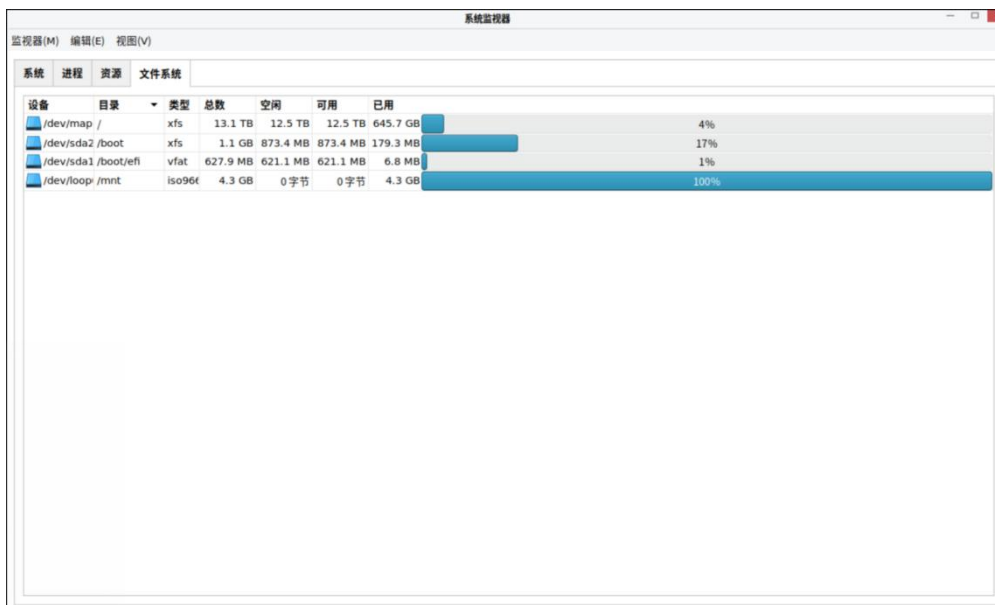 系统监视器
监视器(M) 编辑(E) 视图(V)
系统 进程 资源 文件系统
设备 目录 类型 总数 空闲 可用 已用
/dev/map / xfs 13.1 TB 12.5 TB 12.5 TB 645.7 GB 4%
/dev/sda2 /boot xfs 1.1 GB 873.4 MB 873.4 MB 179.3 MB 17%
/dev/sda1 /boot/efi vfat 627.9 MB 621.1 MB 621.1 MB 6.8 MB 1%
/dev/loop /mnt iso966 4.3 GB 0字节 0字节 4.3 GB 100%